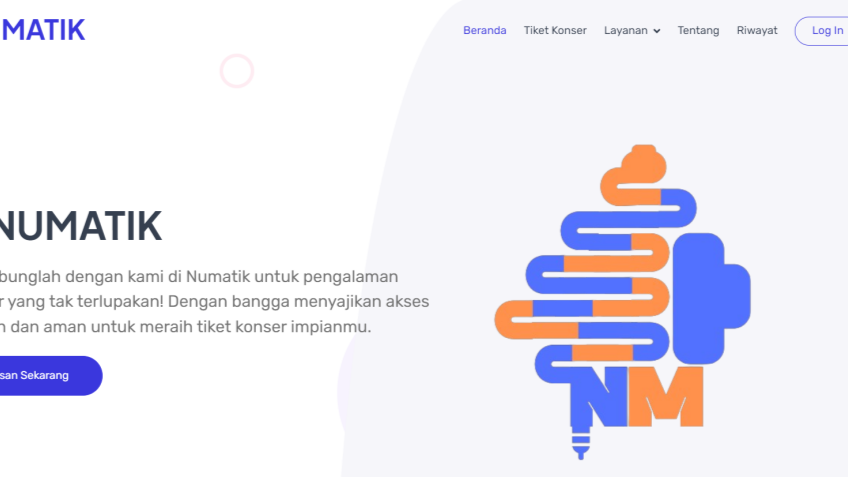 MATIK
Beranda Tiket Konser Layanan Tentang Riwayat Log In
NUMATIK
bunglah dengan kami di Numatik untuk pengalaman
r yang tak terlupakan! Dengan bangga menyajikan akses
n dan aman untuk meraih tiket konser impianmu.
san Sekarang
NM